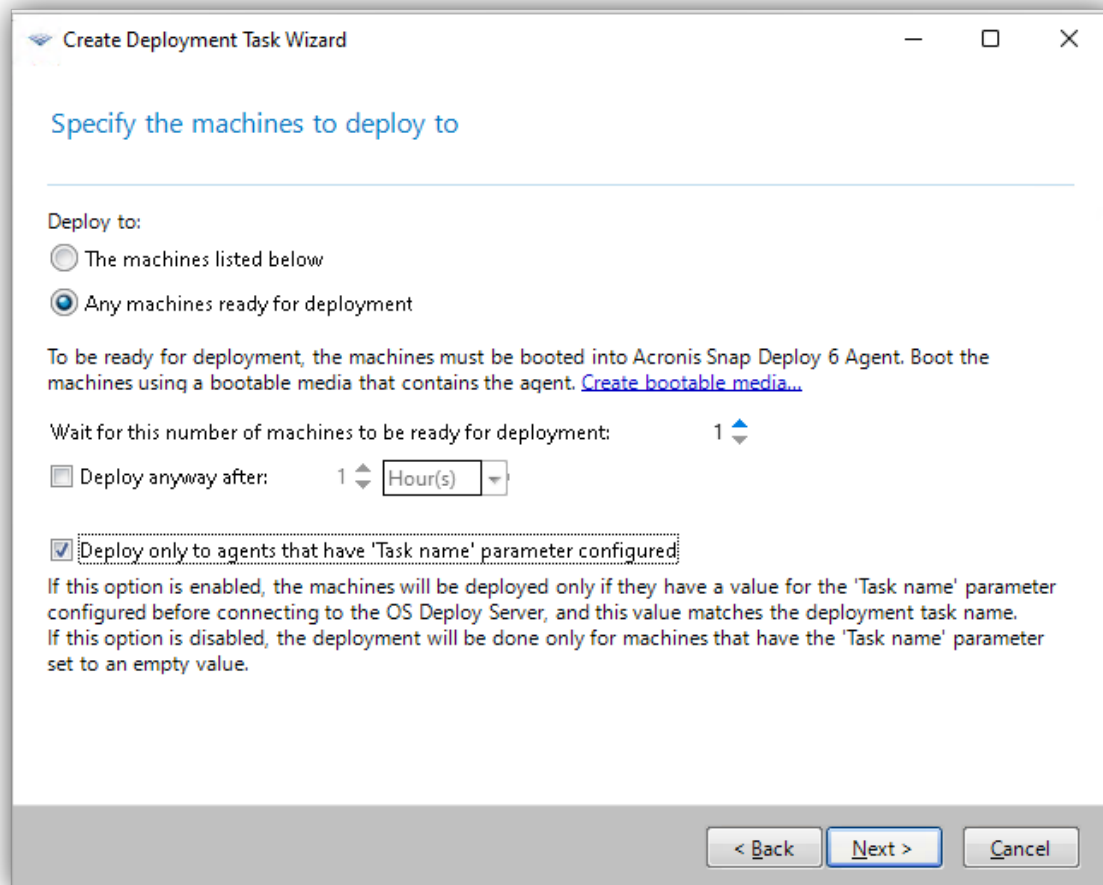 Create Deployment Task Wizard
Specify the machines to deploy to
Deploy to:
The machines listed below
Any machines ready for deployment
To be ready for deployment, the machines must be booted into Acronis Snap Deploy 6 Agent. Boot the
machines using a bootable media that contains the agent. Create bootable media...
Wait for this number of machines to be ready for deployment: 1
Deploy anyway after: 1 Hour(s)
Deploy only to agents that have 'Task name' parameter configured
If this option is enabled, the machines will be deployed only if they have a value for the 'Task name' parameter
configured before connecting to the OS Deploy Server, and this value matches the deployment task name.
If this option is disabled, the deployment will be done only for machines that have the 'Task name' parameter
set to an empty value.
< Back Next > Cancel